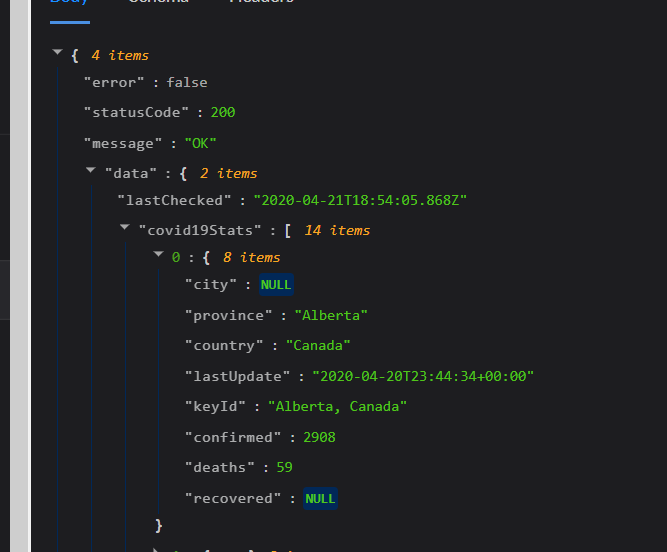 Body Schema Headers
{ 4 items
"error" : false
"statusCode" : 200
"message" : "OK"
"data" : { 2 items
"lastChecked" : "2020-04-21T18:54:05.868Z"
"covid19Stats" : [ 14 items
0 : { 8 items
"city" : NULL
"province" : "Alberta"
"country" : "Canada"
"lastUpdate" : "2020-04-20T23:44:34+00:00"
"keyId" : "Alberta, Canada"
"confirmed" : 2908
"deaths" : 59
"recovered" : NULL
}